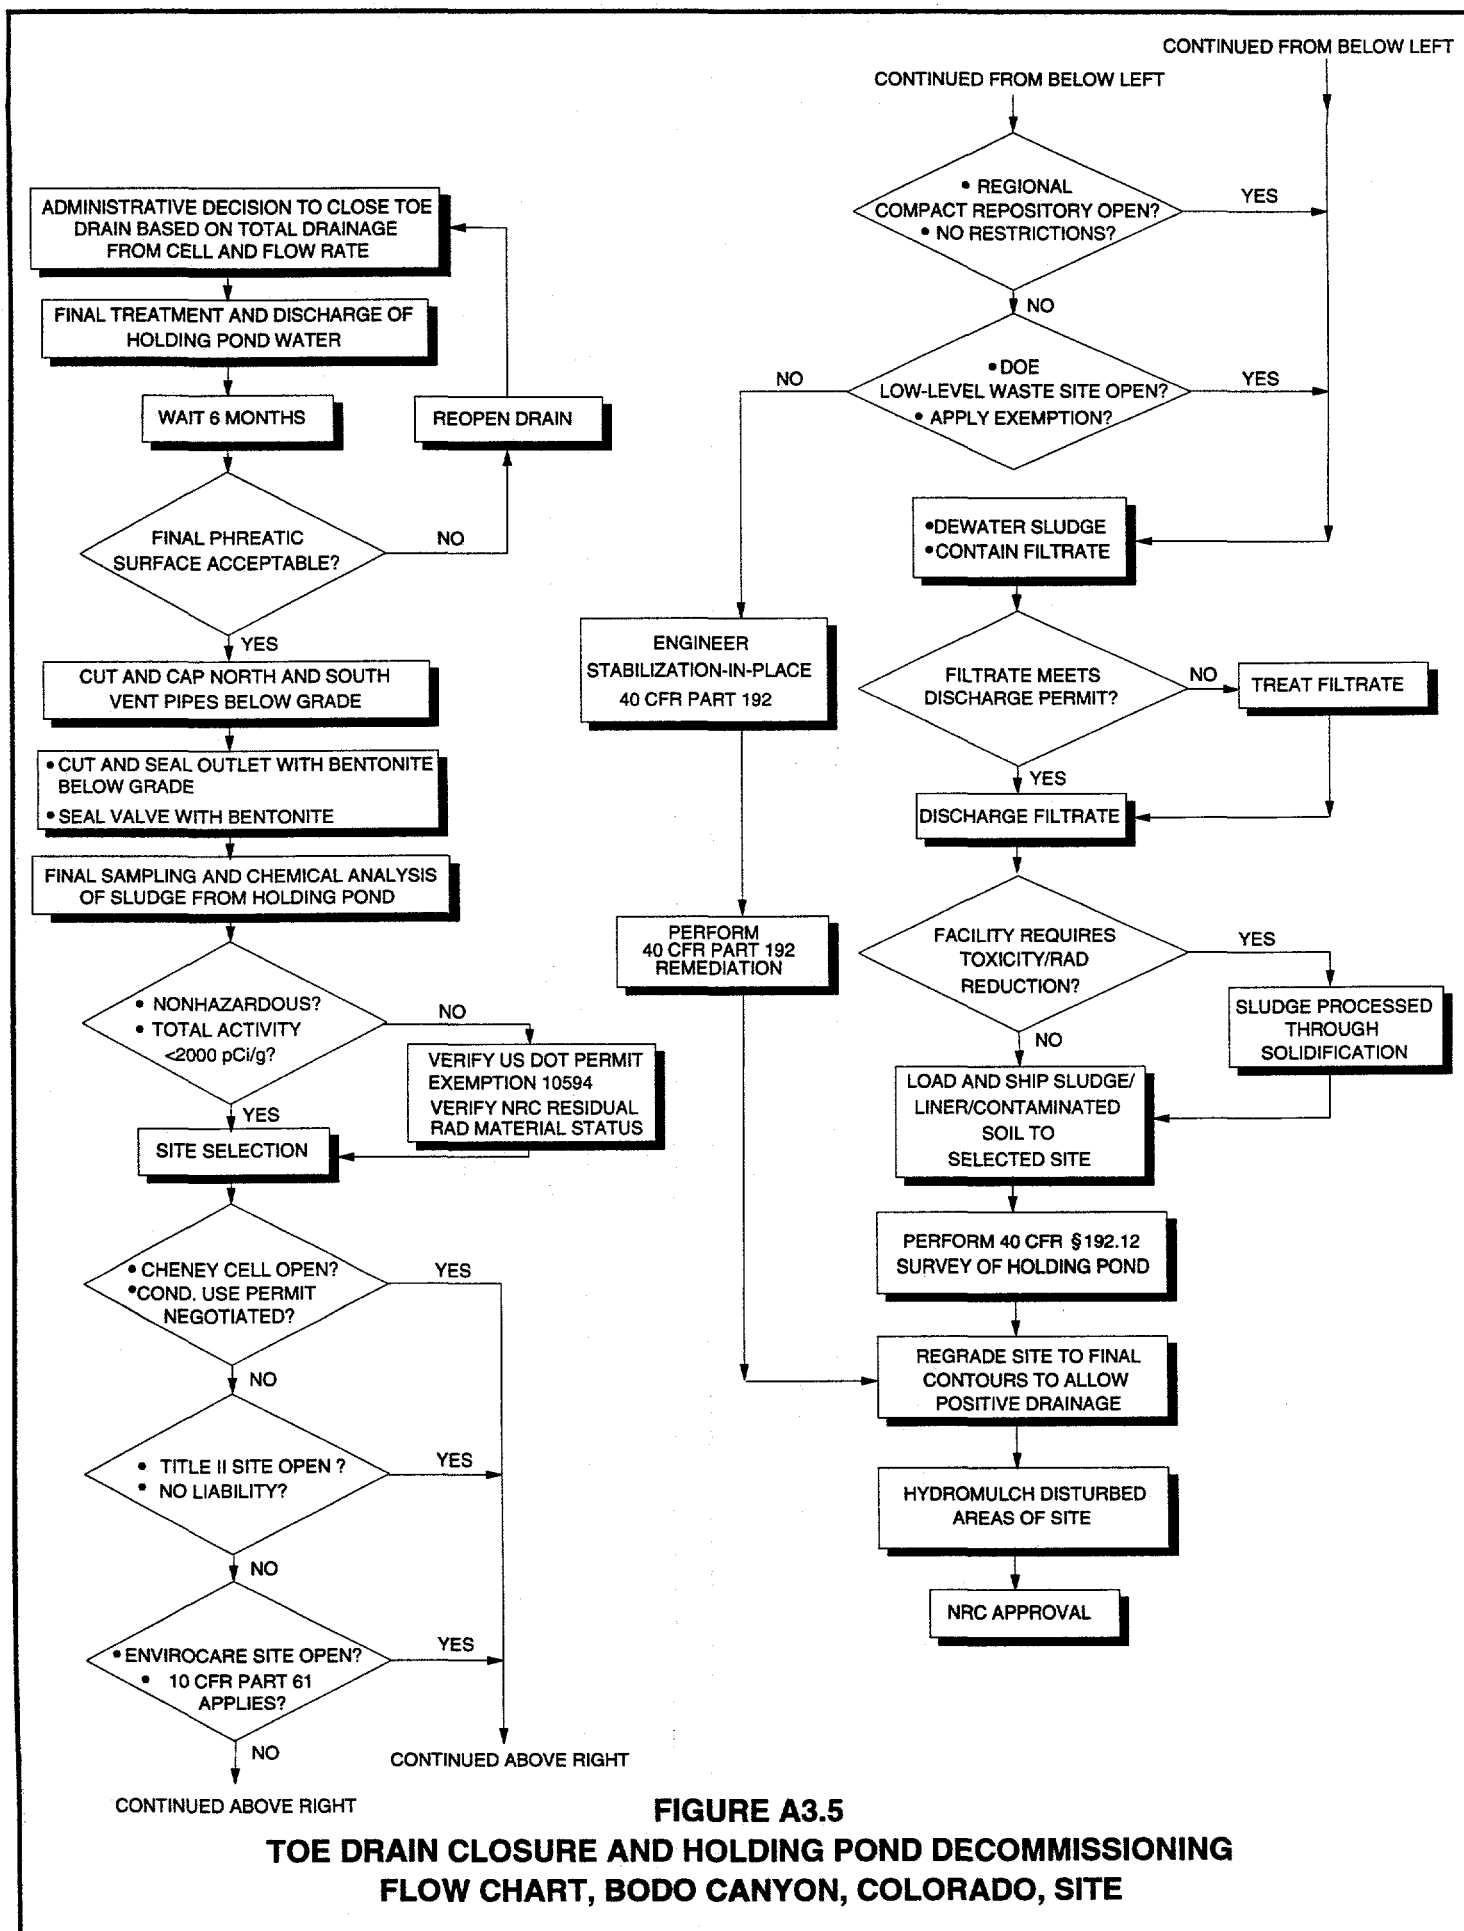 ADMINISTRATIVE DECISION TO CLOSE TOE
DRAIN BASED ON TOTAL DRAINAGE
FROM CELL AND FLOW RATE
FINAL TREATMENT AND DISCHARGE OF
HOLDING POND WATER
WAIT 6 MONTHS
REOPEN DRAIN
FINAL PHREATIC
SURFACE ACCEPTABLE?
NO
YES
CUT AND CAP NORTH AND SOUTH
VENT PIPES BELOW GRADE
• CUT AND SEAL OUTLET WITH BENTONITE
BELOW GRADE
• SEAL VALVE WITH BENTONITE
FINAL SAMPLING AND CHEMICAL ANALYSIS
OF SLUDGE FROM HOLDING POND
• NONHAZARDOUS?
• TOTAL ACTIVITY
<2000 pCi/g?
NO
VERIFY US DOT PERMIT
EXEMPTION 10594
VERIFY NRC RESIDUAL
RAD MATERIAL STATUS
YES
SITE SELECTION
• CHENEY CELL OPEN?
• COND. USE PERMIT
NEGOTIATED?
YES
NO
• TITLE II SITE OPEN ?
• NO LIABILITY?
YES
NO
• ENVIROCARE SITE OPEN?
• 10 CFR PART 61
APPLIES?
YES
NO
CONTINUED ABOVE RIGHT
CONTINUED ABOVE RIGHT
CONTINUED FROM BELOW LEFT
CONTINUED FROM BELOW LEFT
• REGIONAL
COMPACT REPOSITORY OPEN?
• NO RESTRICTIONS?
YES
NO
• DOE
LOW-LEVEL WASTE SITE OPEN?
• APPLY EXEMPTION?
NO
YES
ENGINEER
STABILIZATION-IN-PLACE
40 CFR PART 192
PERFORM
40 CFR PART 192
REMEDIATION
• DEWATER SLUDGE
• CONTAIN FILTRATE
FILTRATE MEETS
DISCHARGE PERMIT?
NO
TREAT FILTRATE
YES
DISCHARGE FILTRATE
FACILITY REQUIRES
TOXICITY/RAD
REDUCTION?
YES
SLUDGE PROCESSED
THROUGH
SOLIDIFICATION
NO
LOAD AND SHIP SLUDGE/
LINER/CONTAMINATED
SOIL TO
SELECTED SITE
PERFORM 40 CFR §192.12
SURVEY OF HOLDING POND
REGRADE SITE TO FINAL
CONTOURS TO ALLOW
POSITIVE DRAINAGE
HYDROMULCH DISTURBED
AREAS OF SITE
NRC APPROVAL
FIGURE A3.5
TOE DRAIN CLOSURE AND HOLDING POND DECOMMISSIONING
FLOW CHART, BODO CANYON, COLORADO, SITE